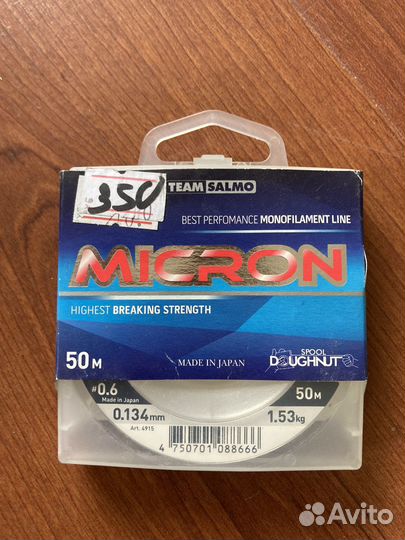 350
TEAM SALMO
BEST PERFOMANCE MONOFILAMENT LINE
MICRON
HIGHEST BREAKING STRENGTH
50 M
MADE IN JAPAN
SPOOL
DOUGHNUT
#0.6
Made in Japan
50M
0.134mm
1.53kg
Art. 4915
4 750701 088666
Avito